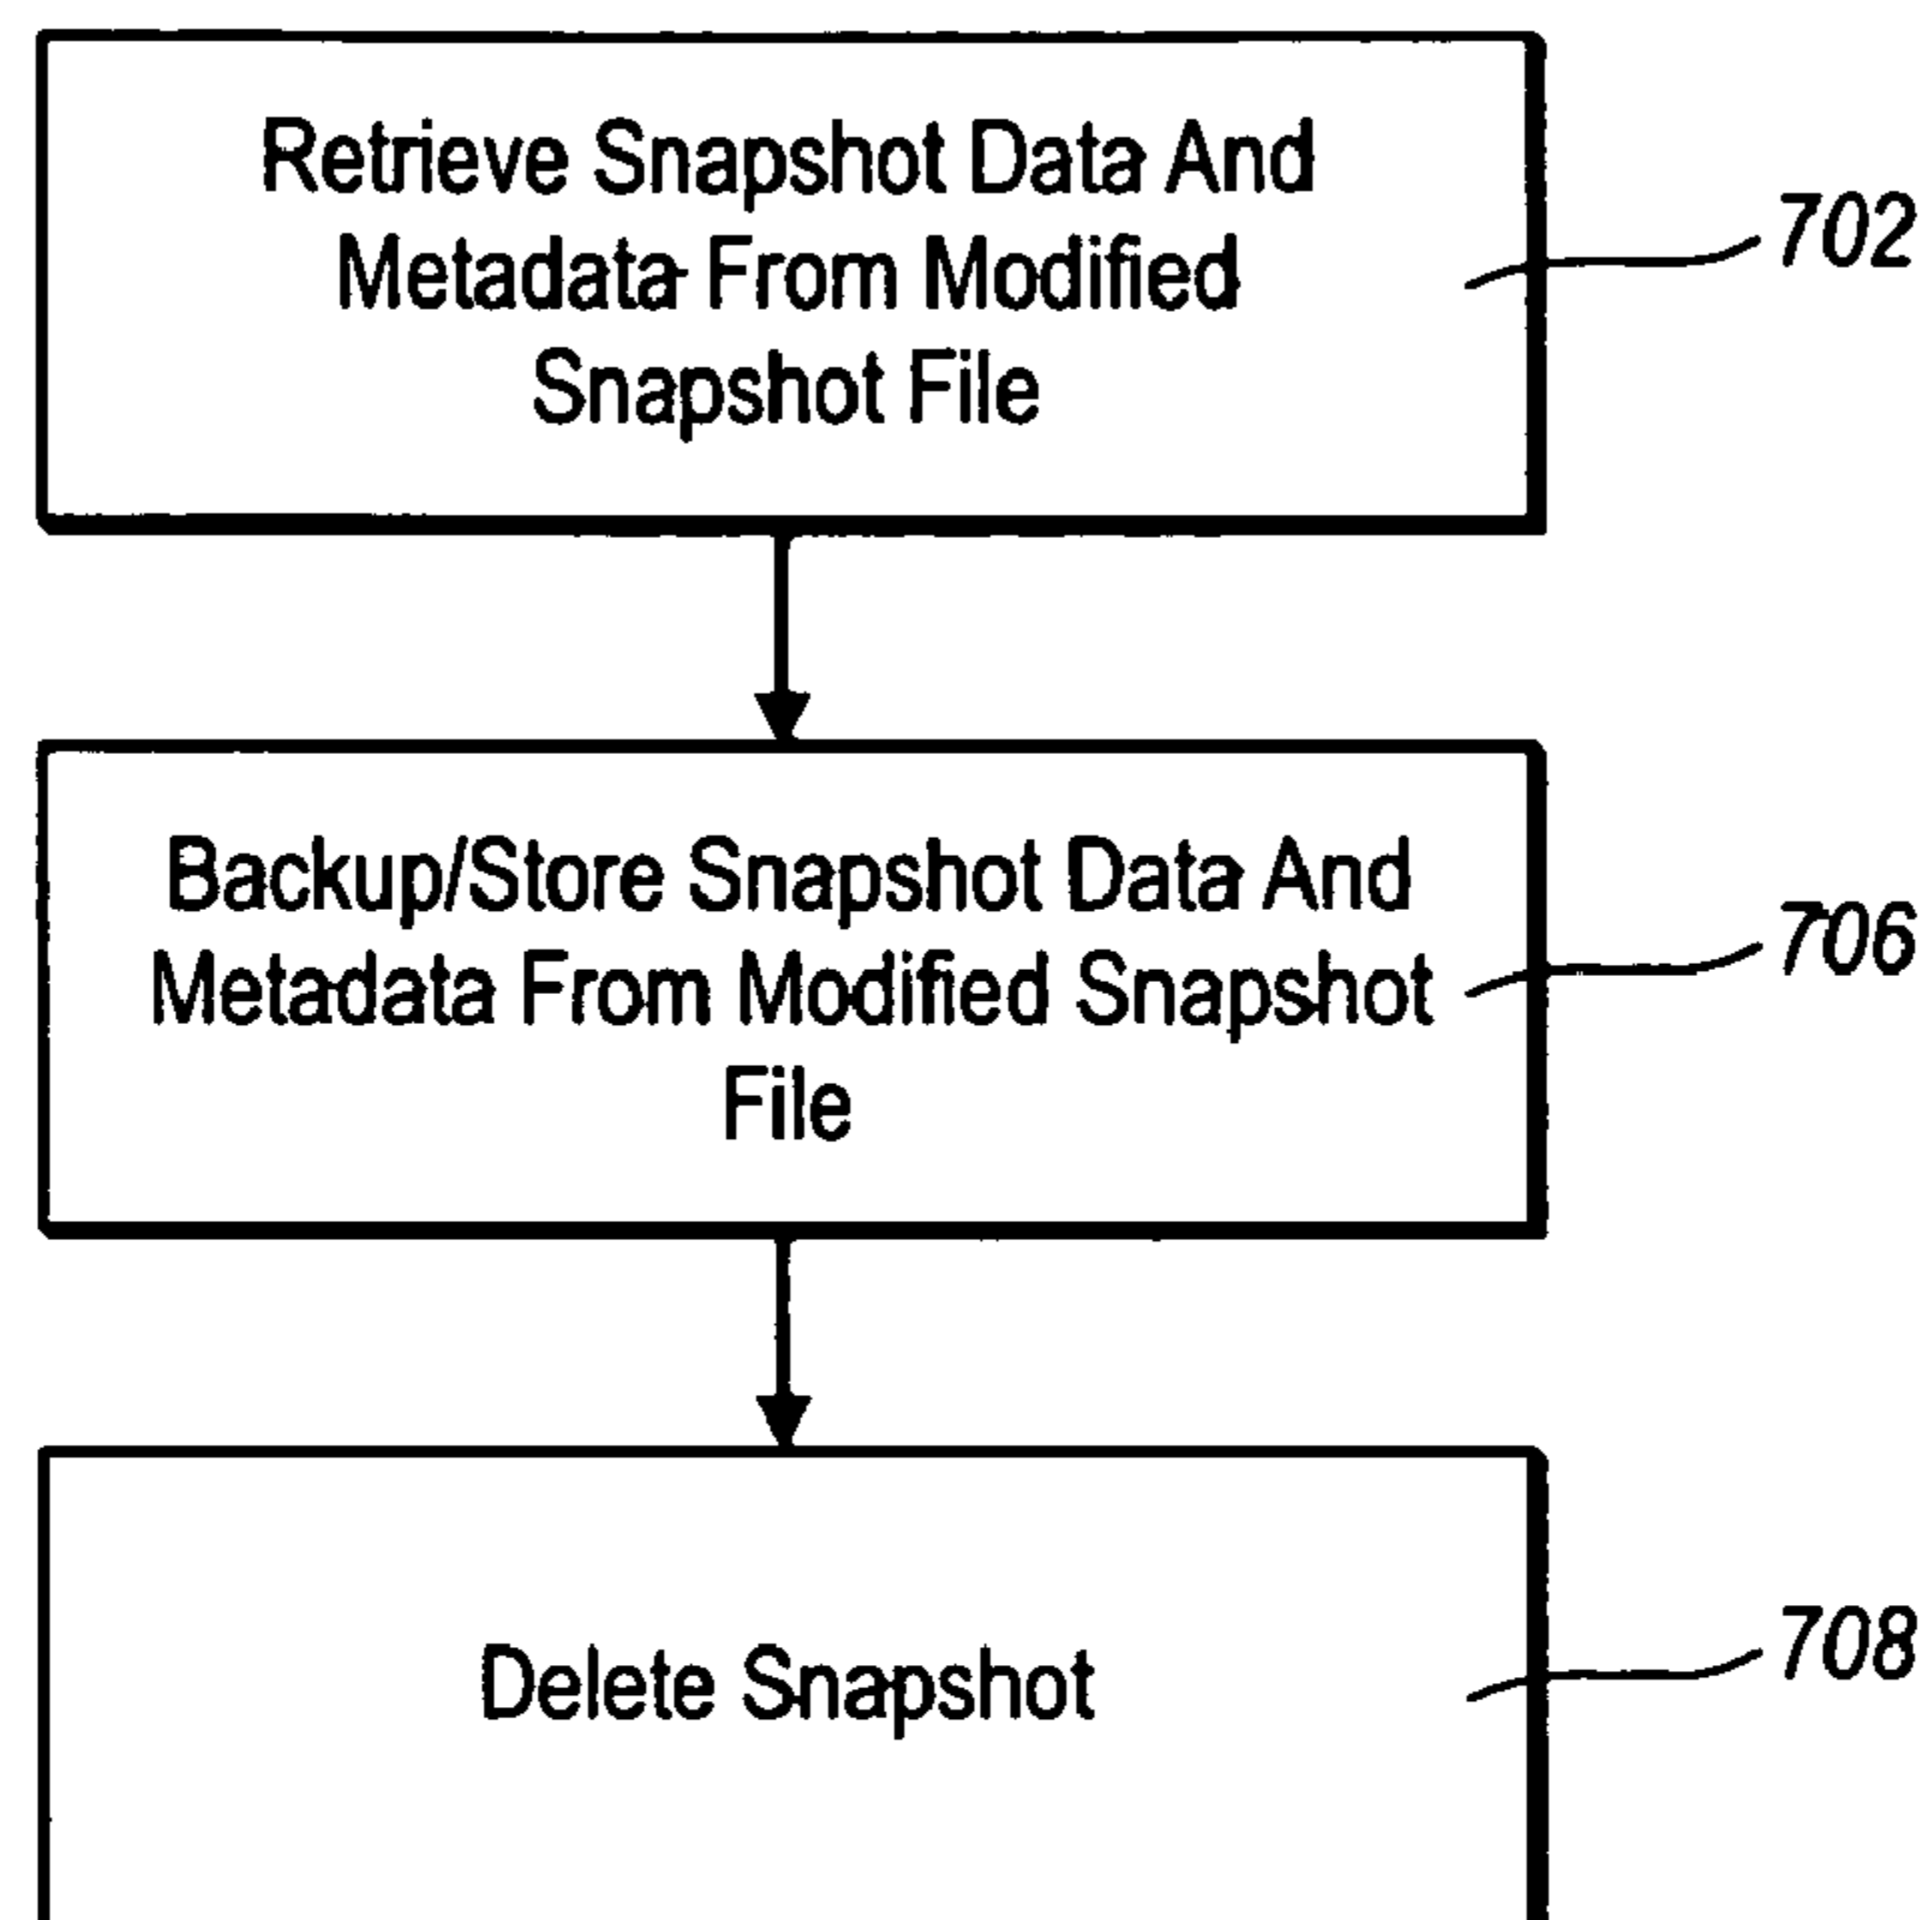 Retrieve Snapshot Data And
Metadata From Modified
Snapshot File
702
Backup/Store Snapshot Data And
Metadata From Modified Snapshot
File
706
Delete Snapshot
708